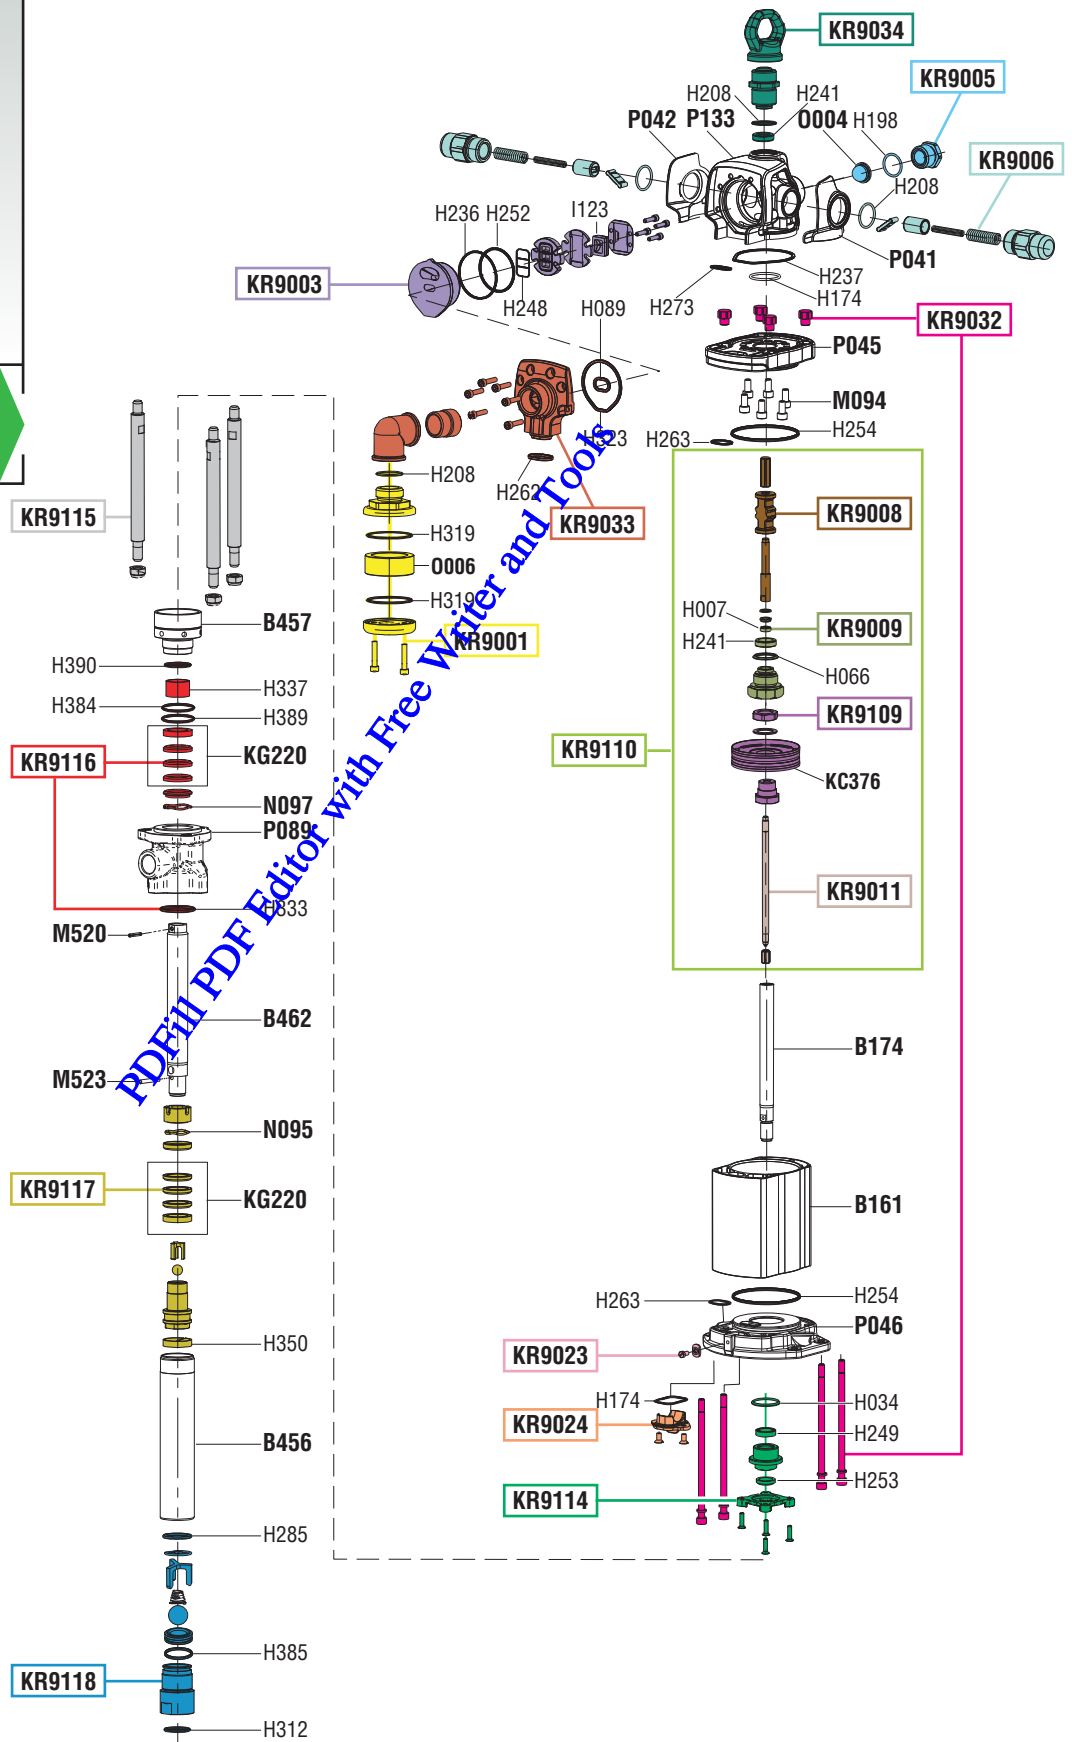 KR9034
KR9005
H208
H241
P042
P133
O004
H198
KR9006
H208
H236
H252
I123
P041
KR9003
H237
H248
H273
H174
H089
KR9032
P045
M094
H323
H263
H254
H208
H262
KR9115
KR9033
KR9008
H319
O006
H319
H007
KR9009
B457
H241
KR9001
H390
H066
H337
H384
H389
KR9109
KR9116
KG220
KR9110
KC376
N097
P089
KR9011
H333
M520
B462
B174
M523
N095
KR9117
KG220
B161
H263
H254
P046
H350
KR9023
H174
H034
KR9024
H249
B456
H253
KR9114
H285
H385
KR9118
H312
PDFill PDF Editor with Free Writer and Tools